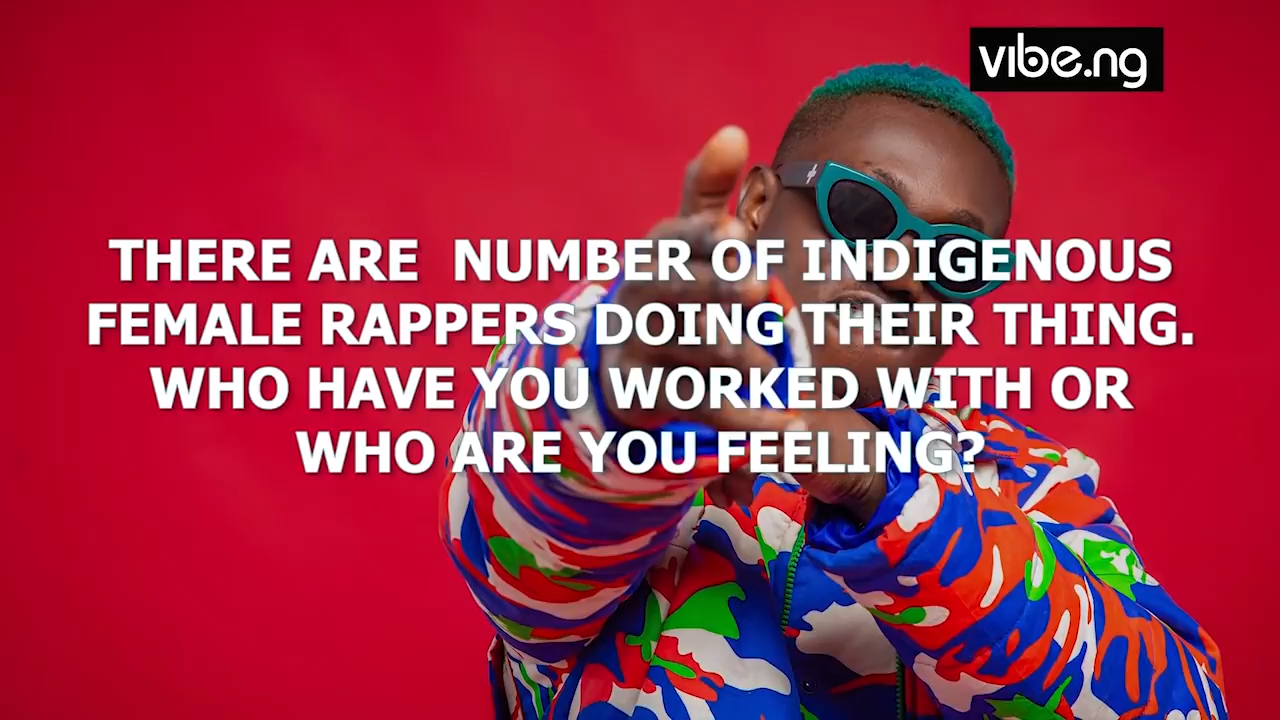 vibe.ng
THERE ARE  NUMBER OF INDIGENOUS
FEMALE RAPPERS DOING THEIR THING.
WHO HAVE YOU WORKED WITH OR
WHO ARE YOU FEELING?